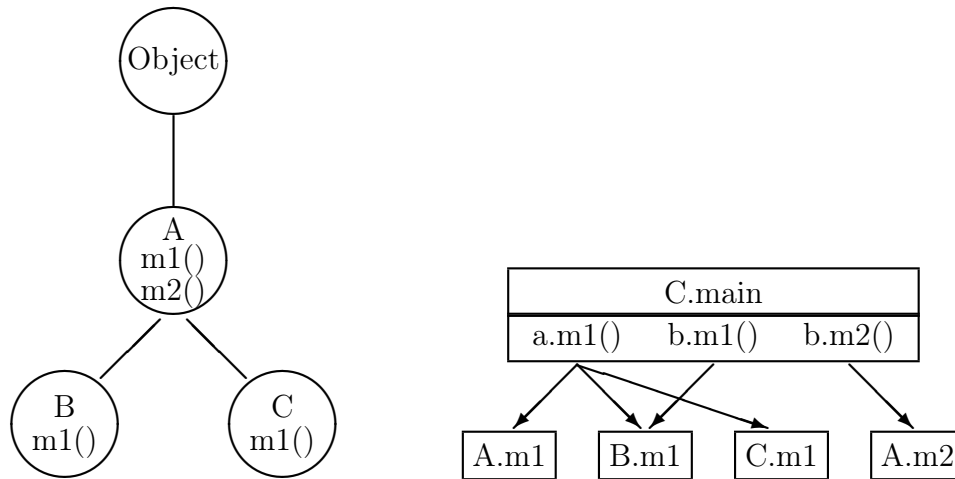 Object
A
m1()
m2()
B
m1()
C
m1()
C.main
a.m1() b.m1() b.m2()
A.m1 B.m1 C.m1 A.m2